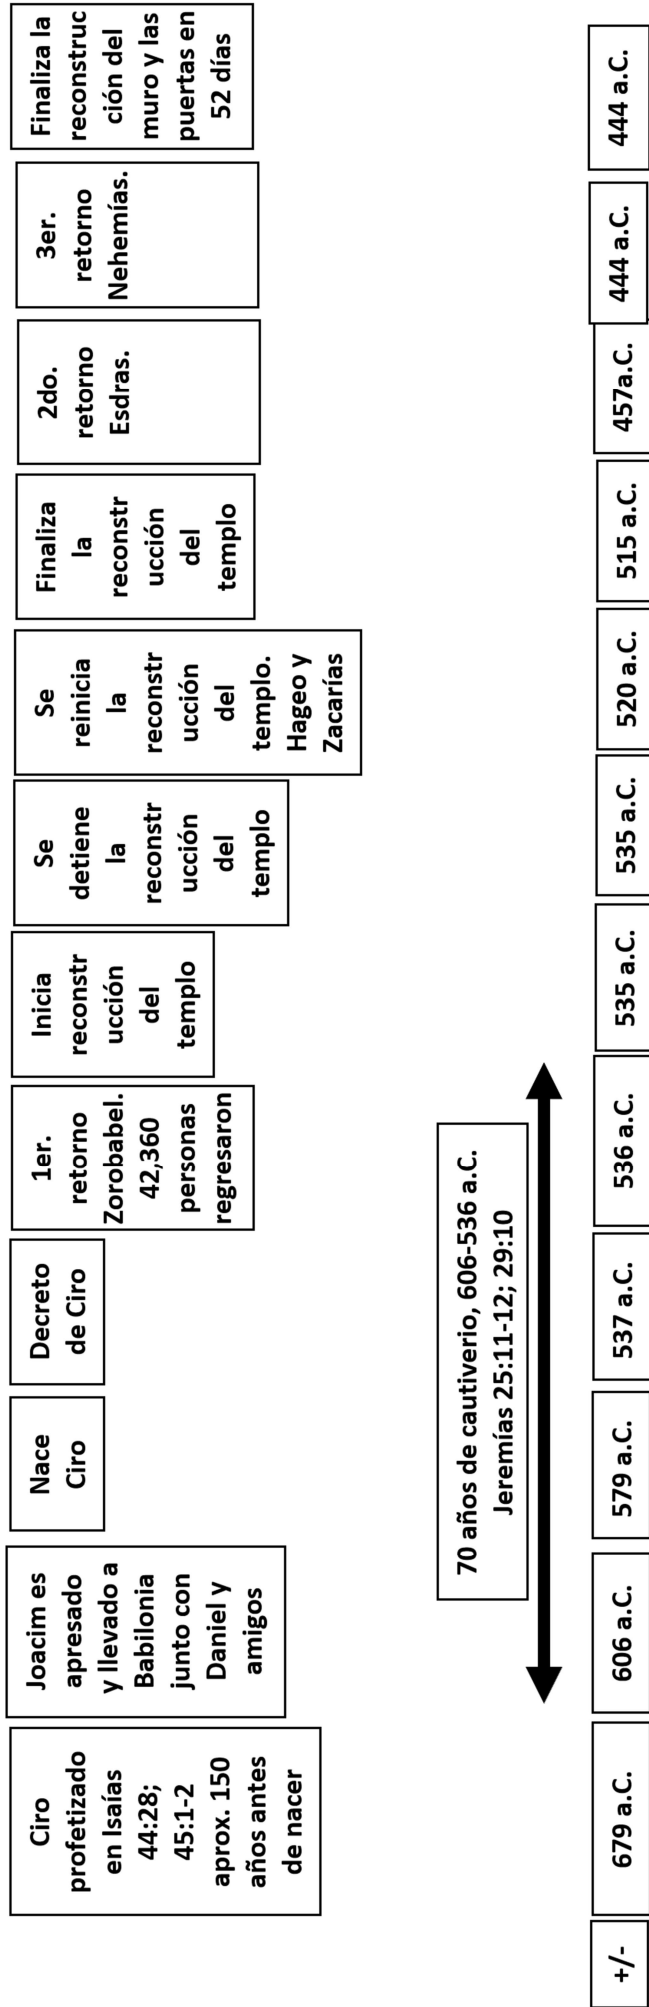 Ciro
profetizado
en Isaías
44:28;
45:1-2
aprox. 150
años antes
de nacer
Joacim es
apresado
y llevado a
Babilonia
junto con
Daniel y
amigos
Nace
Ciro
Decreto
de Ciro
1er.
retorno
Zorobabel.
42,360
personas
regresaron
Inicia
reconstr
ucción
del
templo
Se
detiene
la
reconstr
ucción
del
templo
Se
reinicia
la
reconstr
ucción
del
templo.
Hageo y
Zacarías
Finaliza
la
reconstr
ucción
del
templo
2do.
retorno
Esdras.
3er.
retorno
Nehemías.
Finaliza la
reconstruc
ción del
muro y las
puertas en
52 días
70 años de cautiverio, 606-536 a.C.
Jeremías 25:11-12; 29:10
+/-
679 a.C.
606 a.C.
579 a.C.
537 a.C.
536 a.C.
535 a.C.
535 a.C.
520 a.C.
515 a.C.
457a.C.
444 a.C.
444 a.C.